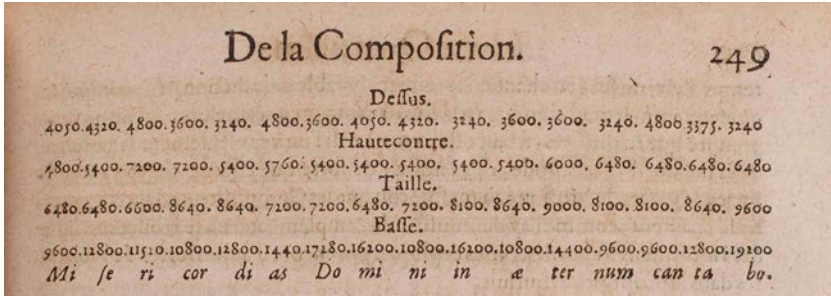 De la Compoſition. 249
Deſſus.
4050.4320. 4800.3600. 3240. 4800.3600. 4050. 4320. 3240. 3600.3600. 3240. 4800 3375. 3240
Hautecontre.
4800.5400. 7200. 7200. 5400. 5760. 5400.5400. 5400. 5400.5400. 6000. 6480. 6480.6480.6480
Taille.
6480.6480.6600. 8640. 8640. 7200.7200.6480. 7200. 8100. 8640. 9000. 8100. 8100. 8640. 9600
Baſſe.
9600.12800.11520.10800.12800.1440.17280.16200.10800.16200.10800.14400.9600.9600.12800.19200
Mi ſe ri cor di as Do mi ni in æ ter num can ta bo.